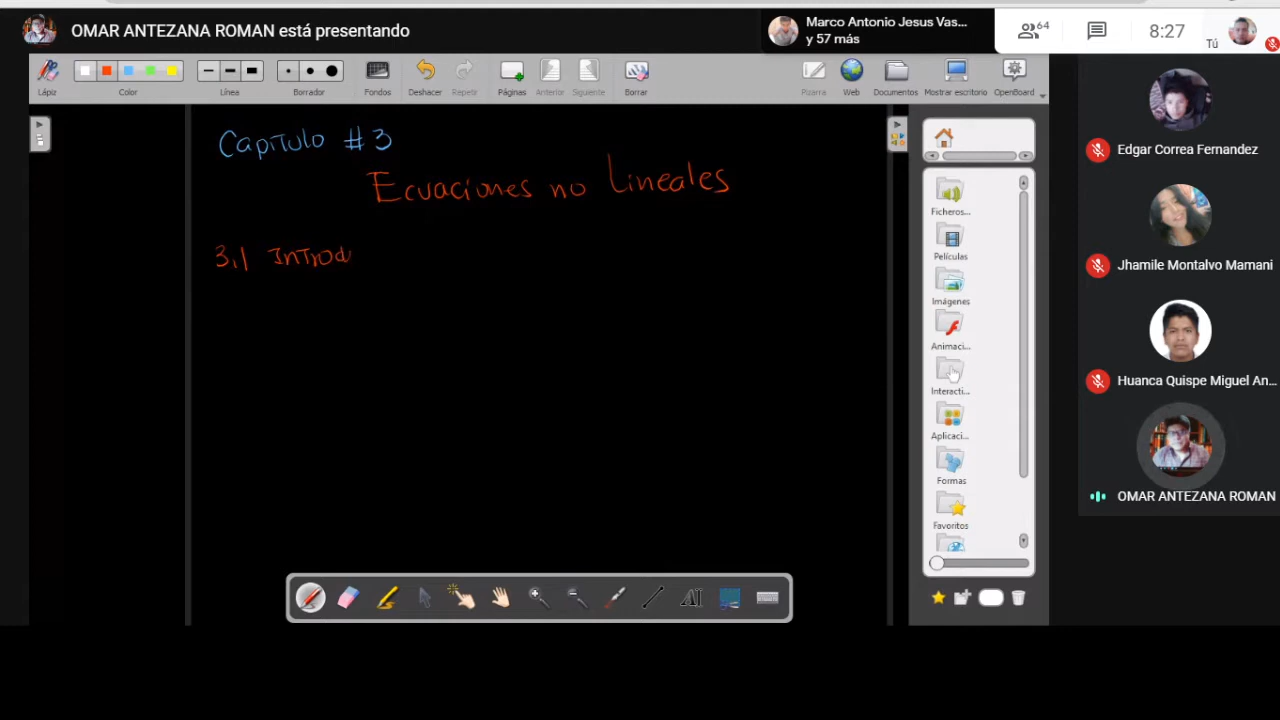 OMAR ANTEZANA ROMAN está presentando
Marco Antonio Jesus Vas...
y 57 más
64
8:27
Tú
Lápiz
Color
Línea
Borrador
Fondos
Deshacer
Repetir
Páginas
Anterior
Siguiente
Borrar
Pizarra
Web
Documentos
Mostrar escritorio
OpenBoard
Capítulo # 3
Ecuaciones no Lineales
3.1 Introd
Ficheros...
Películas
Imágenes
Animaci...
Interacti...
Aplicaci...
Formas
Favoritos
AI
Edgar Correa Fernandez
Jhamile Montalvo Mamani
Huanca Quispe Miguel An...
OMAR ANTEZANA ROMAN